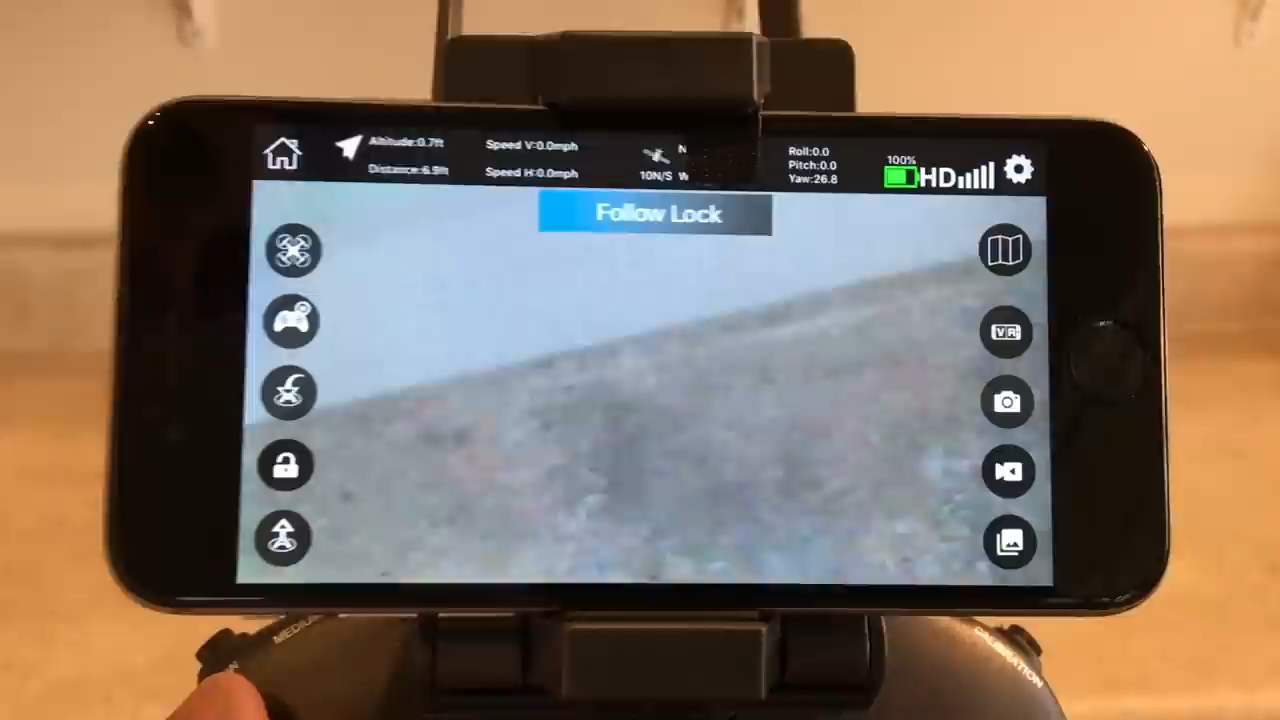 Altitude:0.7ft
Distance:6.9ft
Speed V:0.0mph
Speed H:0.0mph
10N/S
N
W
Roll:0.0
Pitch:0.0
Yaw:26.8
100%
HD
Follow Lock
VR
CALIBRATION